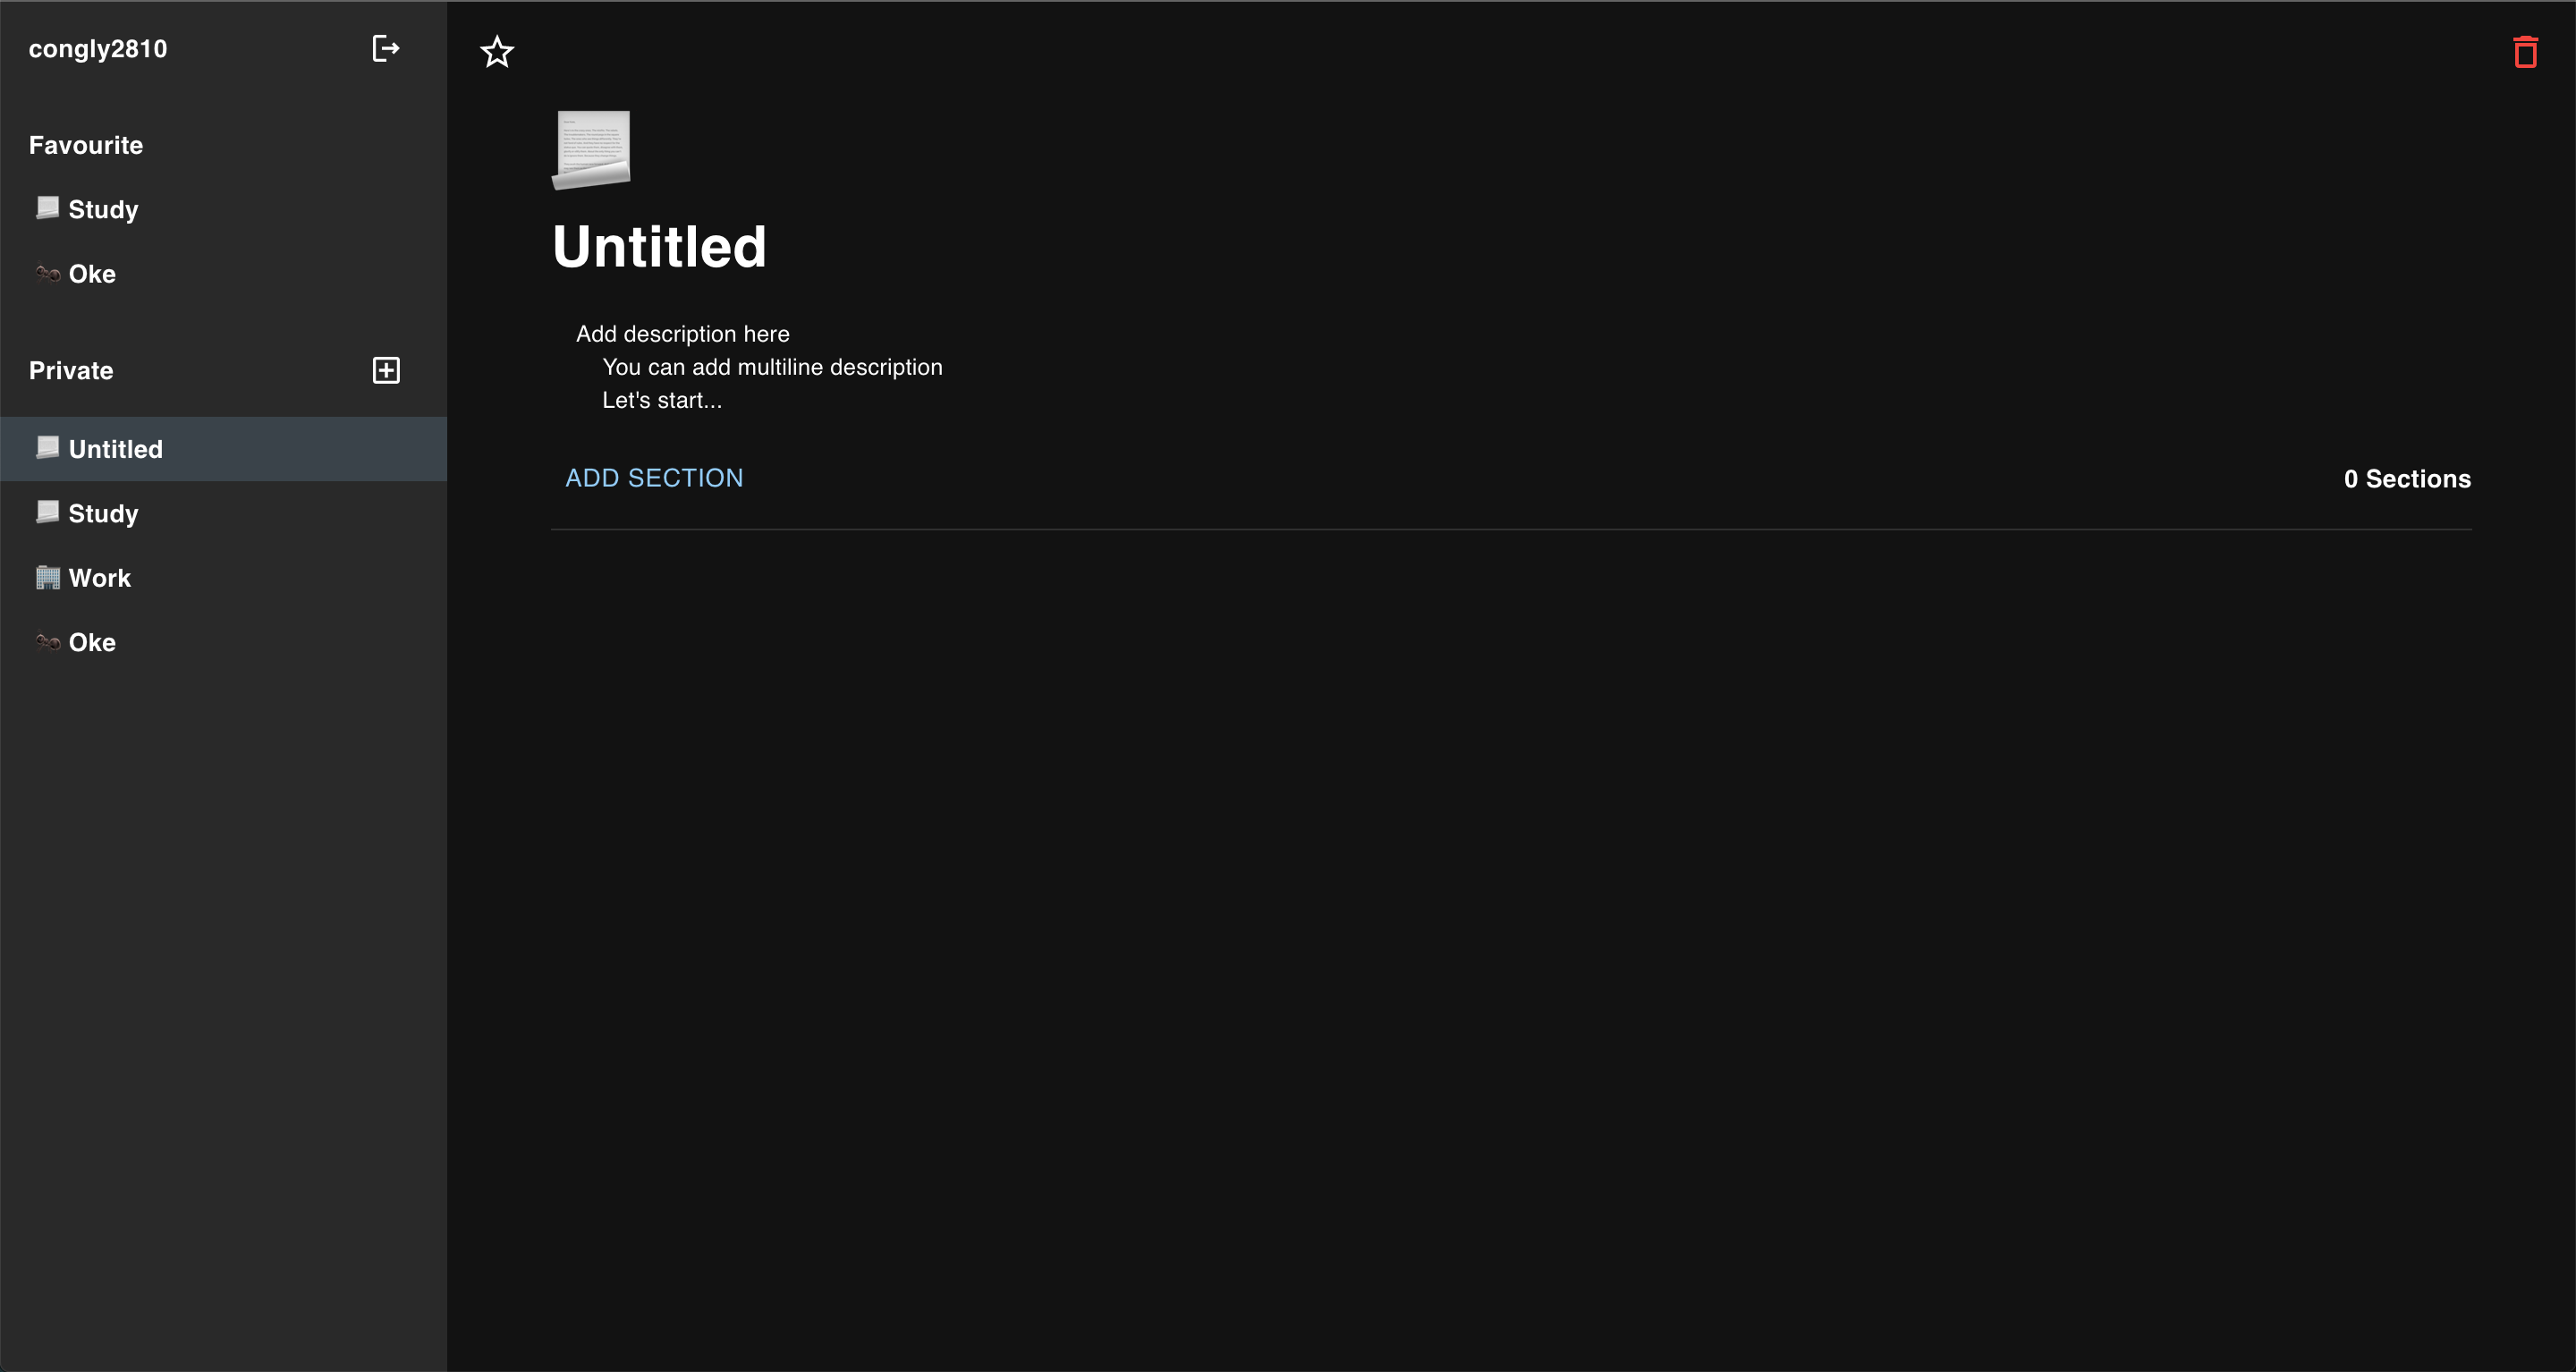 congly2810
Favourite
Study
Oke
Private
Untitled
Study
Work
Oke
Untitled
Add description here
You can add multiline description
Let's start...
ADD SECTION
0 Sections